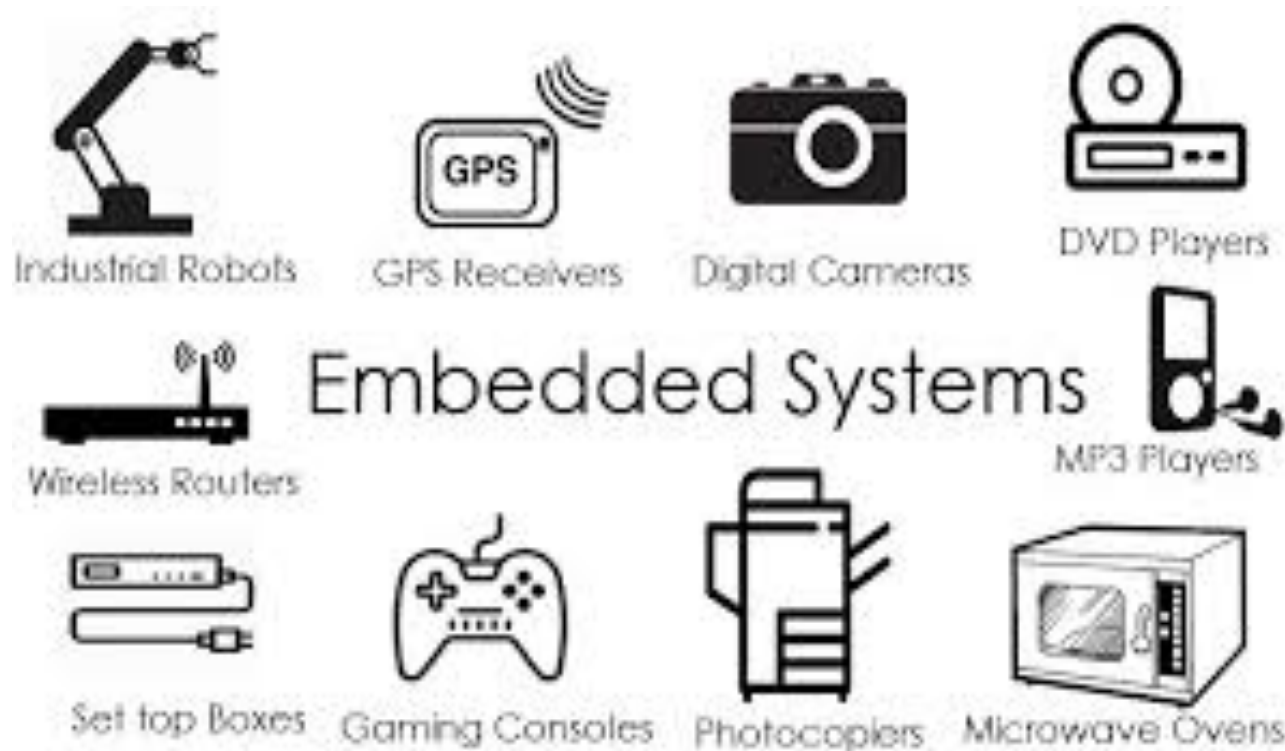 GPS
Industrial Robots
GPS Receivers
Digital Cameras
DVD Players
Embedded Systems
Wireless Routers
MP3 Players
Set top Boxes
Gaming Consoles
Photocopiers
Microwave Ovens